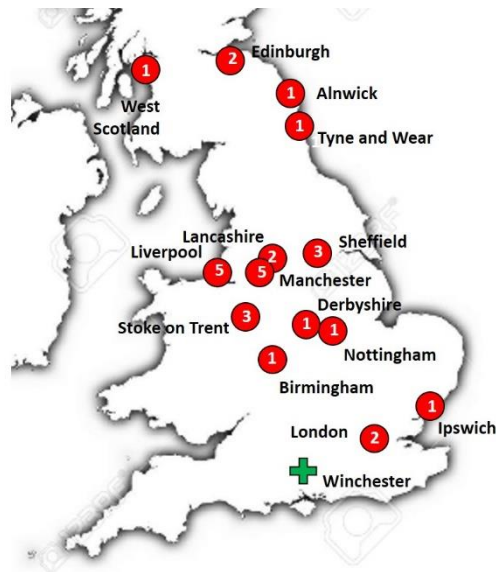 2
Edinburgh
1
West
Scotland
1
Alnwick
1
Tyne and Wear
Lancashire
2
3
Sheffield
Liverpool
5
5
Manchester
Derbyshire
Stoke on Trent
3
1
1
Nottingham
1
Birmingham
1
Ipswich
London
2
Winchester